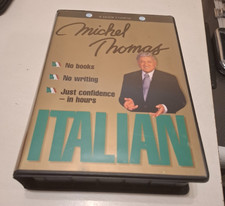 Michel
Thomas
No books
No writing
Just confidence
– in hours
ITALIAN